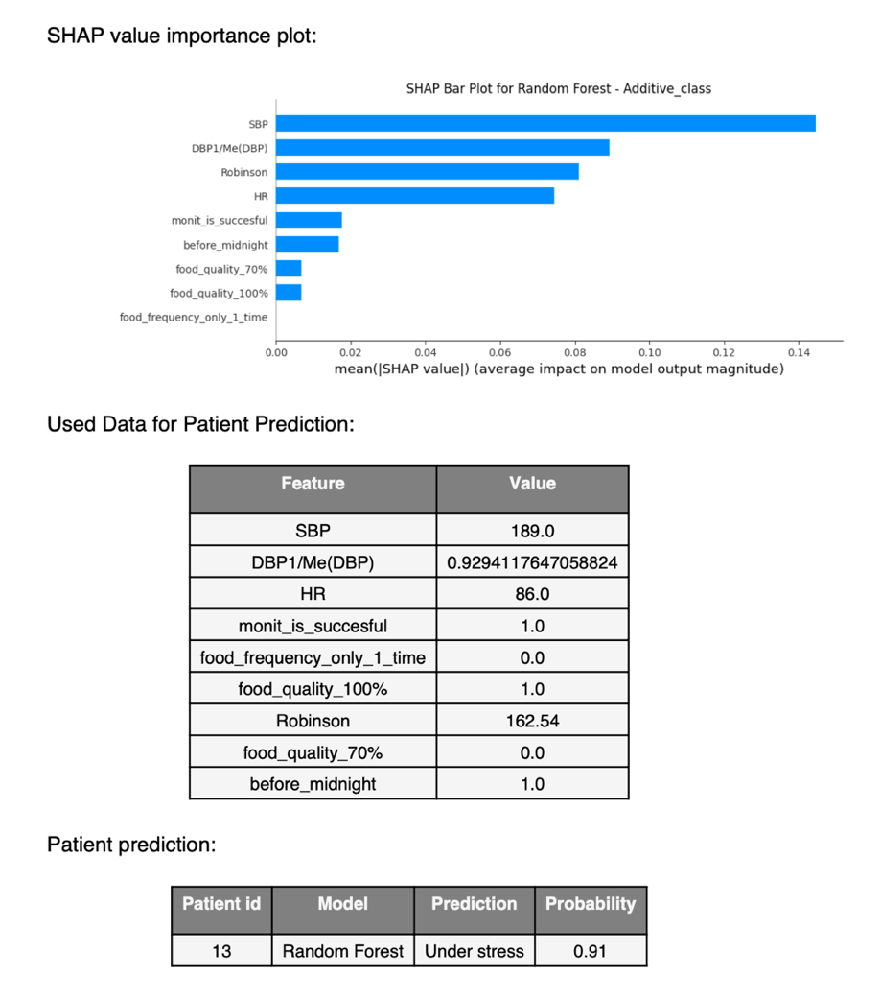 SHAP value importance plot:
SHAP Bar Plot for Random Forest - Additive_class
SBP
DBP1/Me(DBP)
Robinson
HR
monit_is_succesful
before_midnight
food_quality_70%
food_quality_100%
food_frequency_only_1_time
0.00 0.02 0.04 0.06 0.08 0.10 0.12 0.14
mean(|SHAP value|) (average impact on model output magnitude)
Used Data for Patient Prediction:
Feature Value
SBP 189.0
DBP1/Me(DBP) 0.9294117647058824
HR 86.0
monit_is_succesful 1.0
food_frequency_only_1_time 0.0
food_quality_100% 1.0
Robinson 162.54
food_quality_70% 0.0
before_midnight 1.0
Patient prediction:
Patient id Model Prediction Probability
13 Random Forest Under stress 0.91